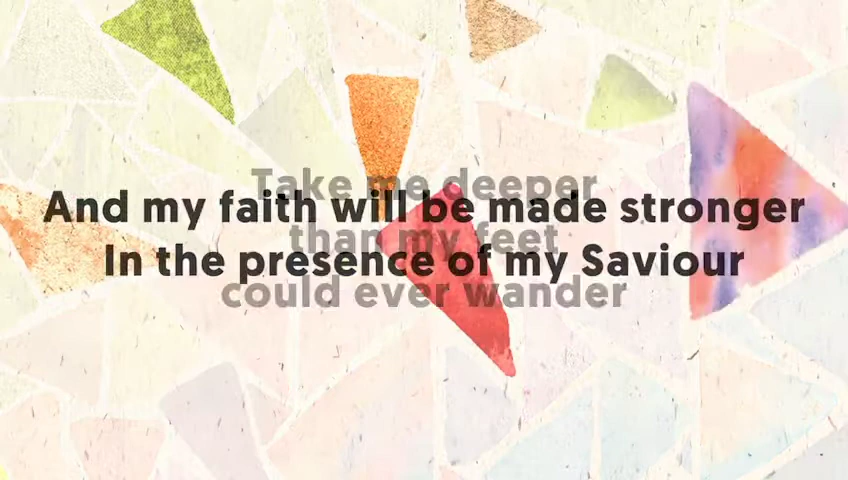 Take me deeper
And my faith will be made stronger
than my feet
In the presence of my Saviour
could ever wander